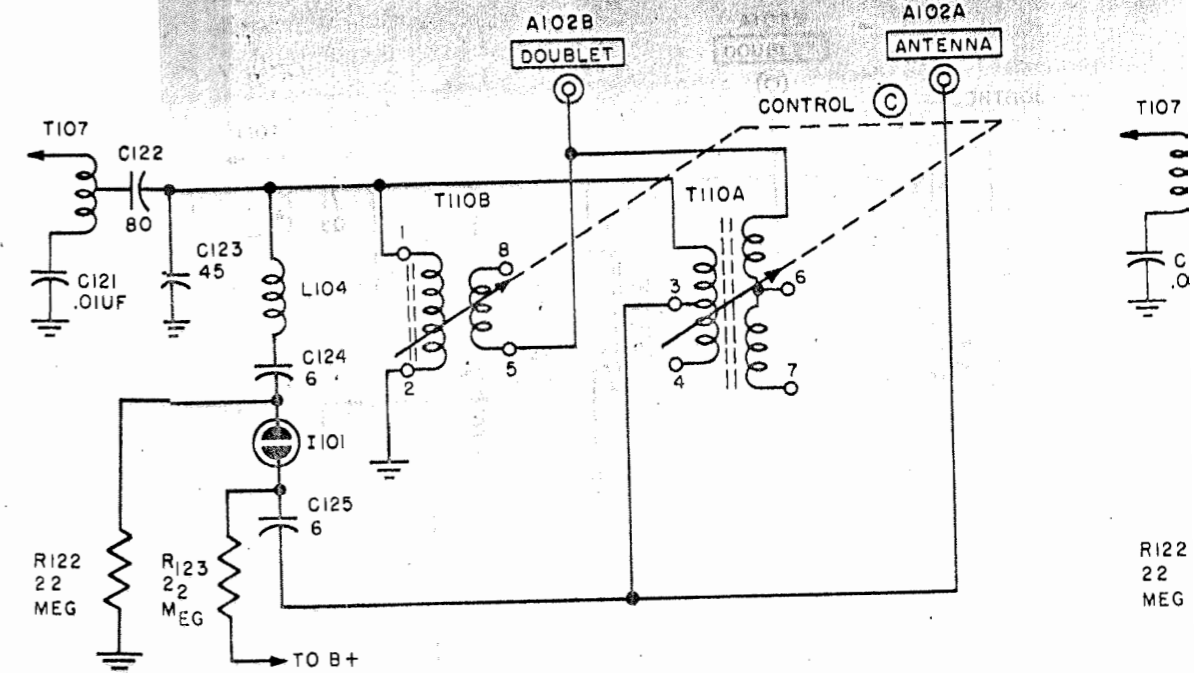 A102B
DOUBLET
A102A
ANTENNA
CONTROL C
T107
C122
80
C121
.01UF
C123
45
L104
C124
6
I101
C125
6
R122
22
MEG
R123
22
MEG
TO B+
T110B
1
2
8
5
T110A
3
4
6
7
T107
C
.0
R122
22
MEG